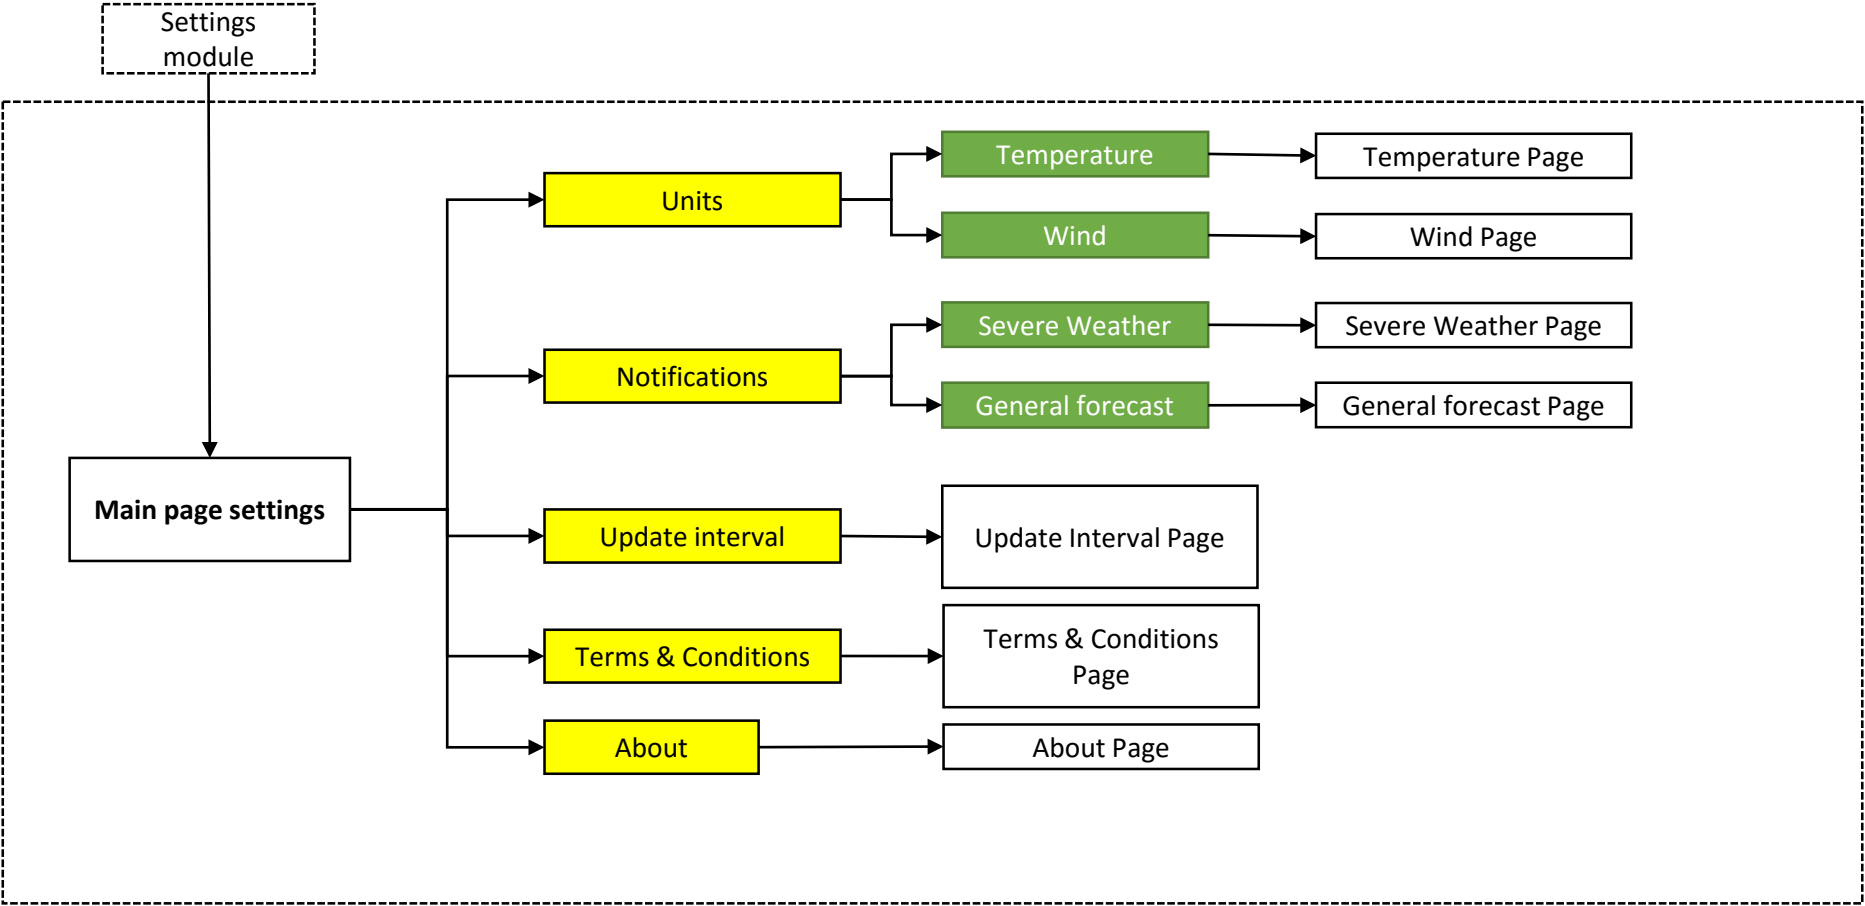 Settings
module
Main page settings
Units
Temperature
Temperature Page
Wind
Wind Page
Notifications
Severe Weather
Severe Weather Page
General forecast
General forecast Page
Update interval
Update Interval Page
Terms & Conditions
Terms & Conditions
Page
About
About Page